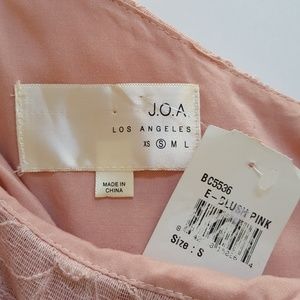 J.O.A.
LOS ANGELES
XS S M L
MADE IN
CHINA
BC5536
E-BLUSH PINK
Size: S